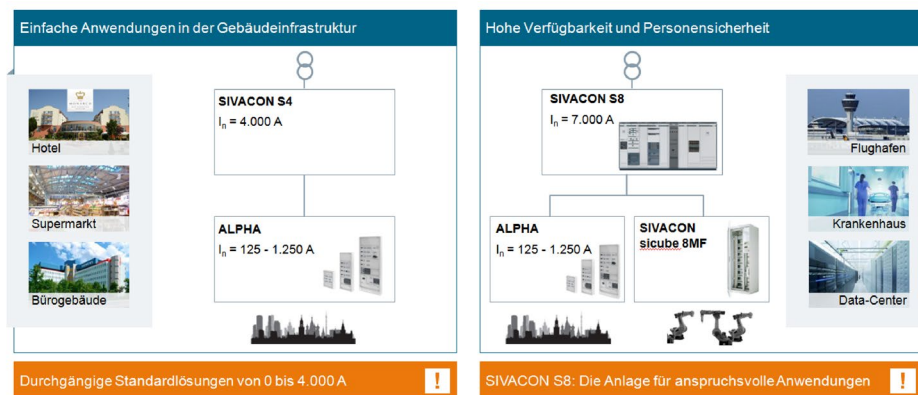 Einfache Anwendungen in der Gebäudeinfrastruktur
Hotel
Supermarkt
Bürogebäude
SIVACON S4
Iₙ = 4.000 A
ALPHA
Iₙ = 125 - 1.250 A
Durchgängige Standardlösungen von 0 bis 4.000 A !
Hohe Verfügbarkeit und Personensicherheit
SIVACON S8
Iₙ = 7.000 A
ALPHA
Iₙ = 125 - 1.250 A
SIVACON
sicube 8MF
Flughafen
Krankenhaus
Data-Center
SIVACON S8: Die Anlage für anspruchsvolle Anwendungen !